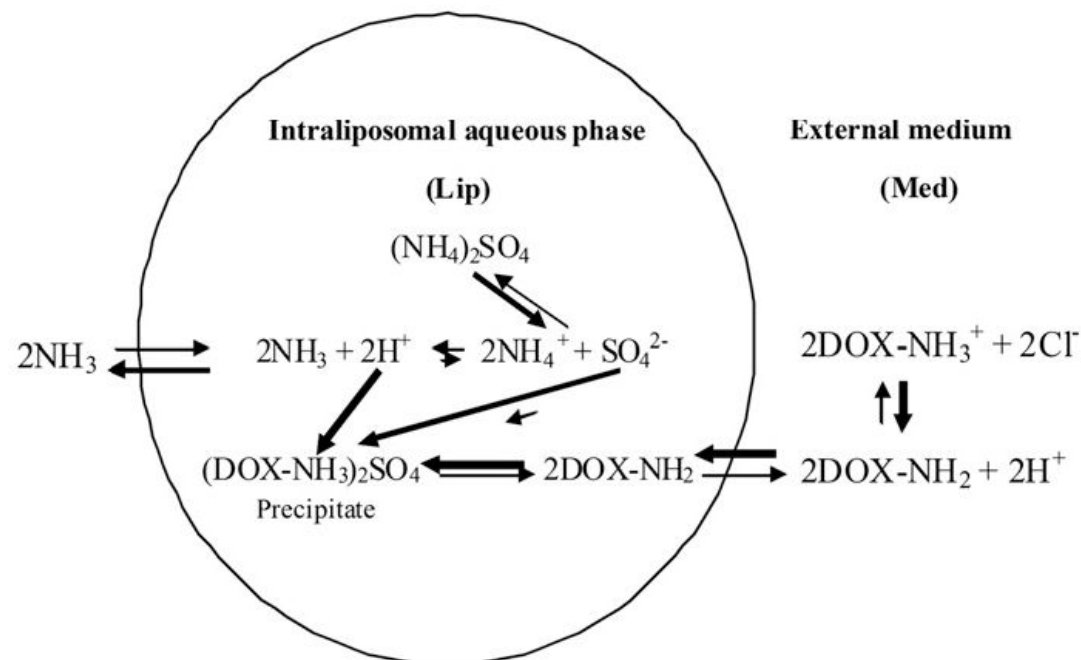 Intraliposomal aqueous phase
(Lip)
External medium
(Med)
(NH₄)₂SO₄
2NH₃
2NH₃ + 2H⁺
2NH₄⁺ + SO₄²⁻
2DOX-NH₃⁺ + 2Cl⁻
(DOX-NH₃)₂SO₄
Precipitate
2DOX-NH₂
2DOX-NH₂ + 2H⁺